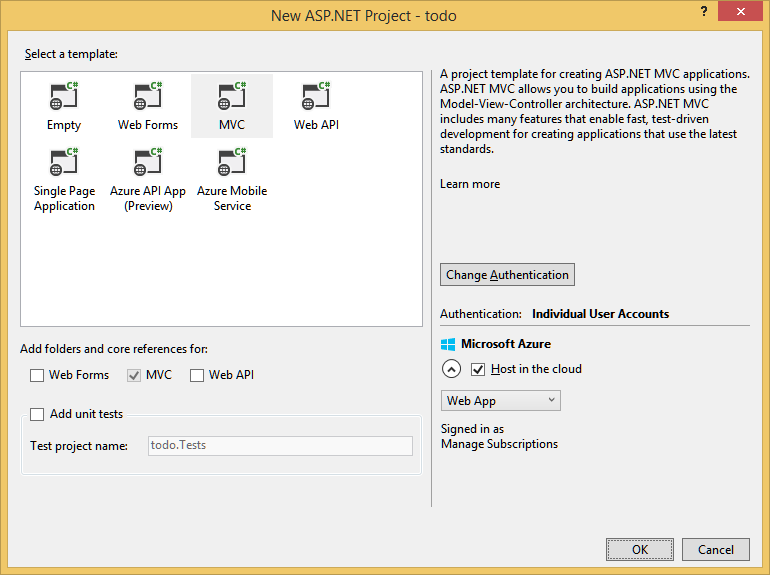 New ASP.NET Project - todo
?
Select a template:
C#
C#
C#
C#
Empty
Web Forms
MVC
Web API
C#
C#
C#
Single Page
Application
Azure API App
(Preview)
Azure Mobile
Service
A project template for creating ASP.NET MVC applications.
ASP.NET MVC allows you to build applications using the
Model-View-Controller architecture. ASP.NET MVC
includes many features that enable fast, test-driven
development for creating applications that use the latest
standards.
Learn more
Change Authentication
Authentication: Individual User Accounts
Microsoft Azure
Host in the cloud
Web App
Signed in as
Manage Subscriptions
Add folders and core references for:
Web Forms
MVC
Web API
Add unit tests
Test project name:
todo.Tests
OK
Cancel